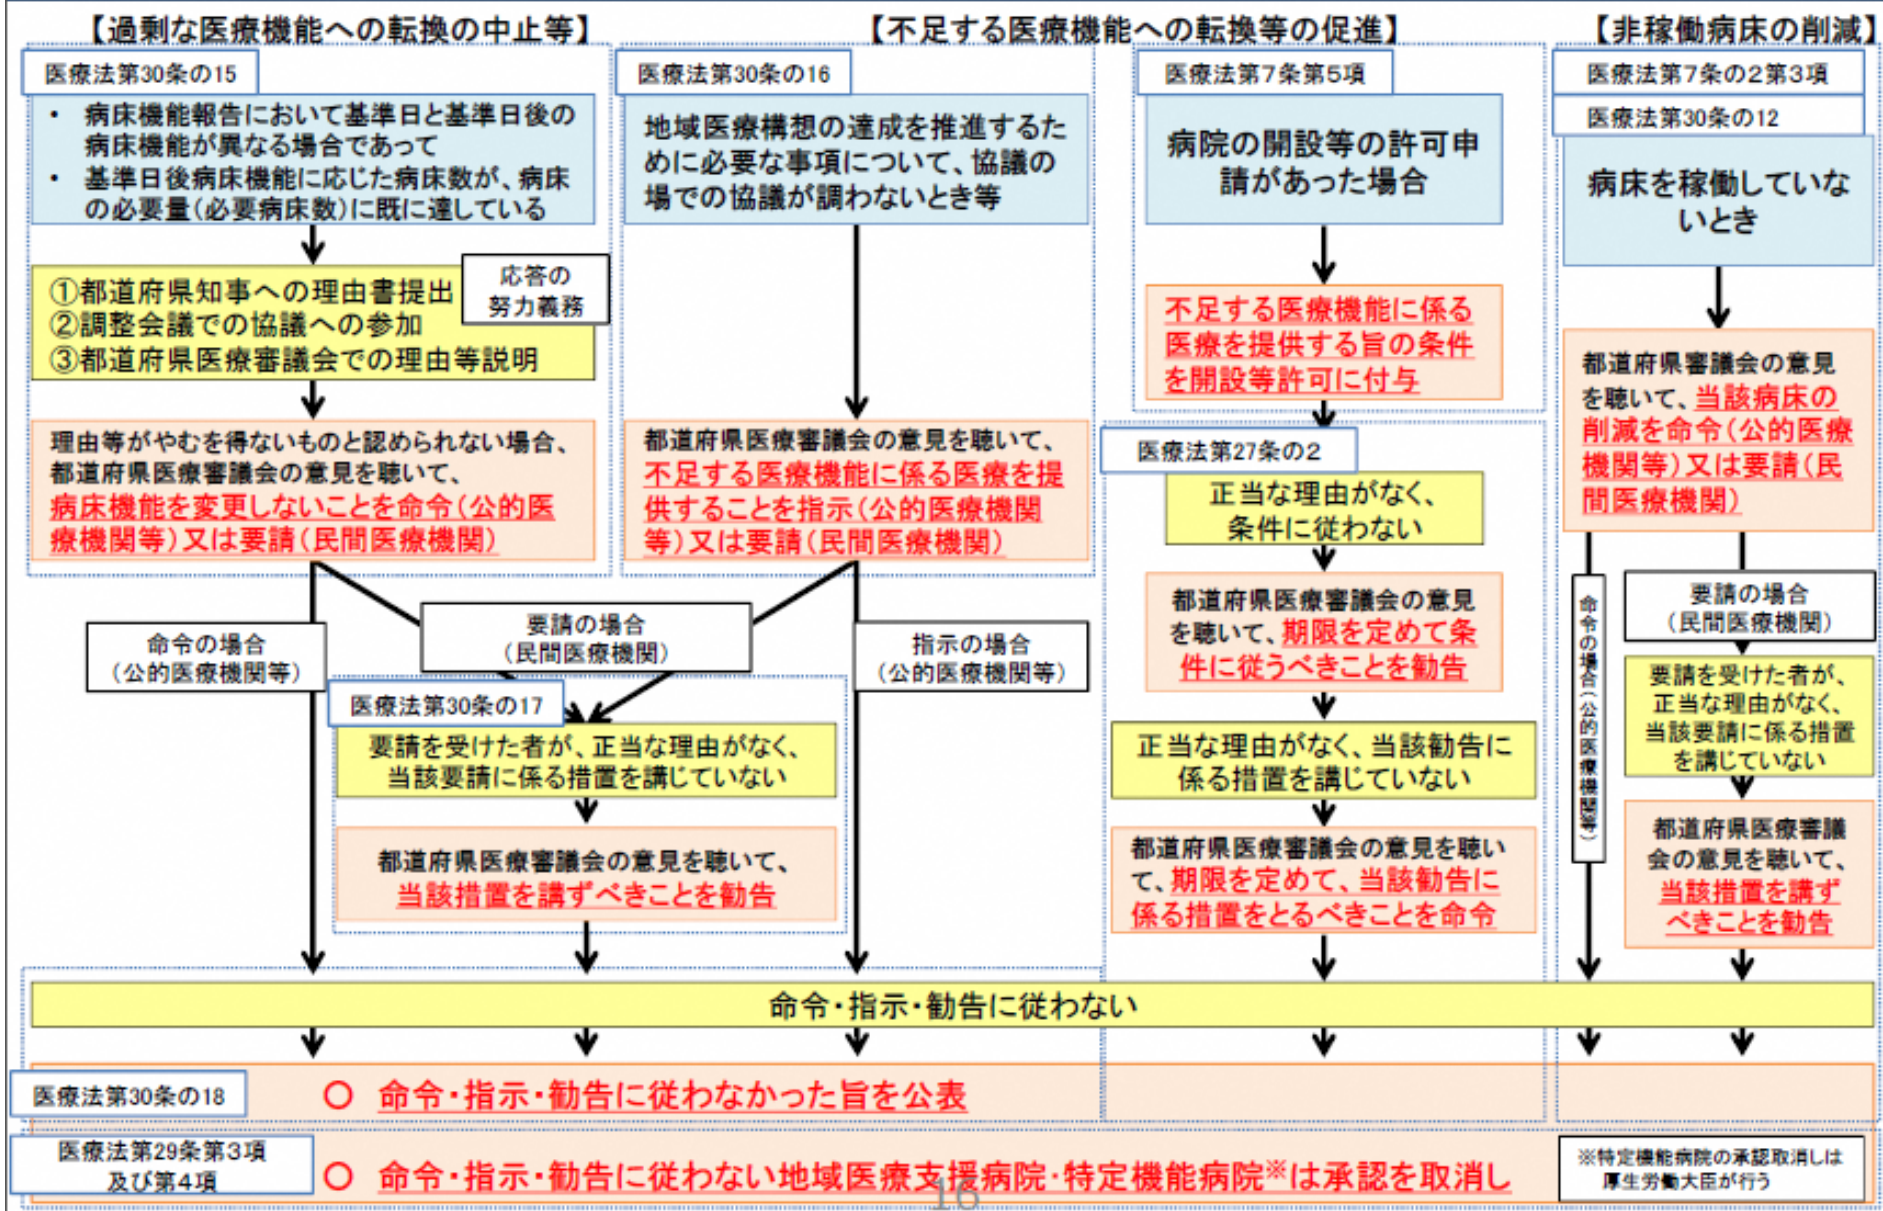 【過剰な医療機能への転換の中止等】
医療法第30条の15
・ 病床機能報告において基準日と基準日後の
病床機能が異なる場合であって
・ 基準日後病床機能に応じた病床数が、病床
の必要量(必要病床数)に既に達している
①都道府県知事への理由書提出
②調整会議での協議への参加
③都道府県医療審議会での理由等説明
応答の
努力義務
理由等がやむを得ないものと認められない場合、
都道府県医療審議会の意見を聴いて、
病床機能を変更しないことを命令(公的医
療機関等)又は要請(民間医療機関)
【不足する医療機能への転換等の促進】
医療法第30条の16
地域医療構想の達成を推進するた
めに必要な事項について、協議の
場での協議が調わないとき等
都道府県医療審議会の意見を聴いて、
不足する医療機能に係る医療を提
供することを指示(公的医療機関
等)又は要請(民間医療機関)
命令の場合
(公的医療機関等)
要請の場合
(民間医療機関)
指示の場合
(公的医療機関等)
医療法第30条の17
要請を受けた者が、正当な理由がなく、
当該要請に係る措置を講じていない
都道府県医療審議会の意見を聴いて、
当該措置を講ずべきことを勧告
医療法第7条第5項
病院の開設等の許可申
請があった場合
不足する医療機能に係る
医療を提供する旨の条件
を開設等許可に付与
医療法第27条の2
正当な理由がなく、
条件に従わない
都道府県医療審議会の意見
を聴いて、期限を定めて条
件に従うべきことを勧告
正当な理由がなく、当該勧告に
係る措置を講じていない
都道府県医療審議会の意見を聴い
て、期限を定めて、当該勧告に
係る措置をとるべきことを命令
【非稼働病床の削減】
医療法第7条の2第3項
医療法第30条の12
病床を稼働していな
いとき
都道府県審議会の意見
を聴いて、当該病床の
削減を命令(公的医療
機関等)又は要請(民
間医療機関)
命令の場合(公的医療機関等)
要請の場合
(民間医療機関)
要請を受けた者が、
正当な理由がなく、
当該要請に係る措置
を講じていない
都道府県医療審議
会の意見を聴いて、
当該措置を講ず
べきことを勧告
命令・指示・勧告に従わない
医療法第30条の18
○ 命令・指示・勧告に従わなかった旨を公表
医療法第29条第3項
及び第4項
○ 命令・指示・勧告に従わない地域医療支援病院・特定機能病院※は承認を取消し
※特定機能病院の承認取消しは
厚生労働大臣が行う
16